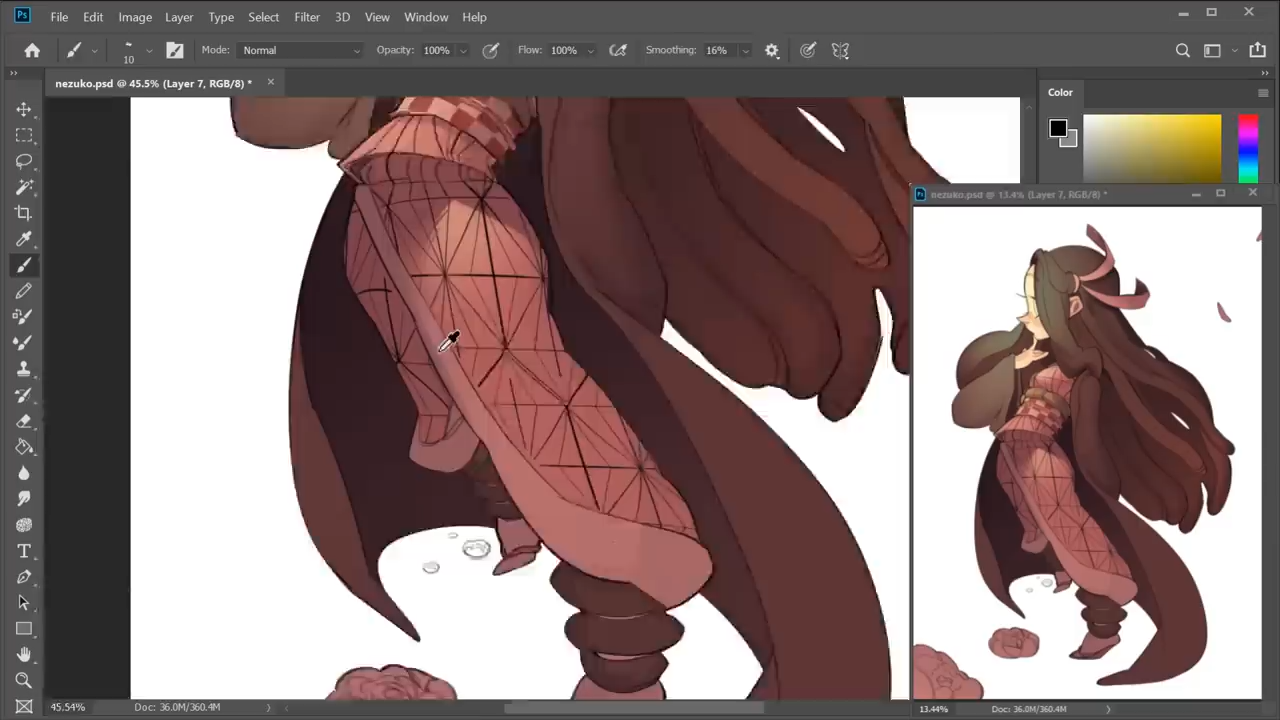 Ps File Edit Image Layer Type Select Filter 3D View Window Help
10 Mode: Normal Opacity: 100% Flow: 100% Smoothing: 16%
nezuko.psd @ 45.5% (Layer 7, RGB/8) * ×
Color
Ps nezuko.psd @ 13.4% (Layer 7, RGB/8) *
45.54% Doc: 36.0M/360.4M
13.44% Doc: 36.0M/360.4M